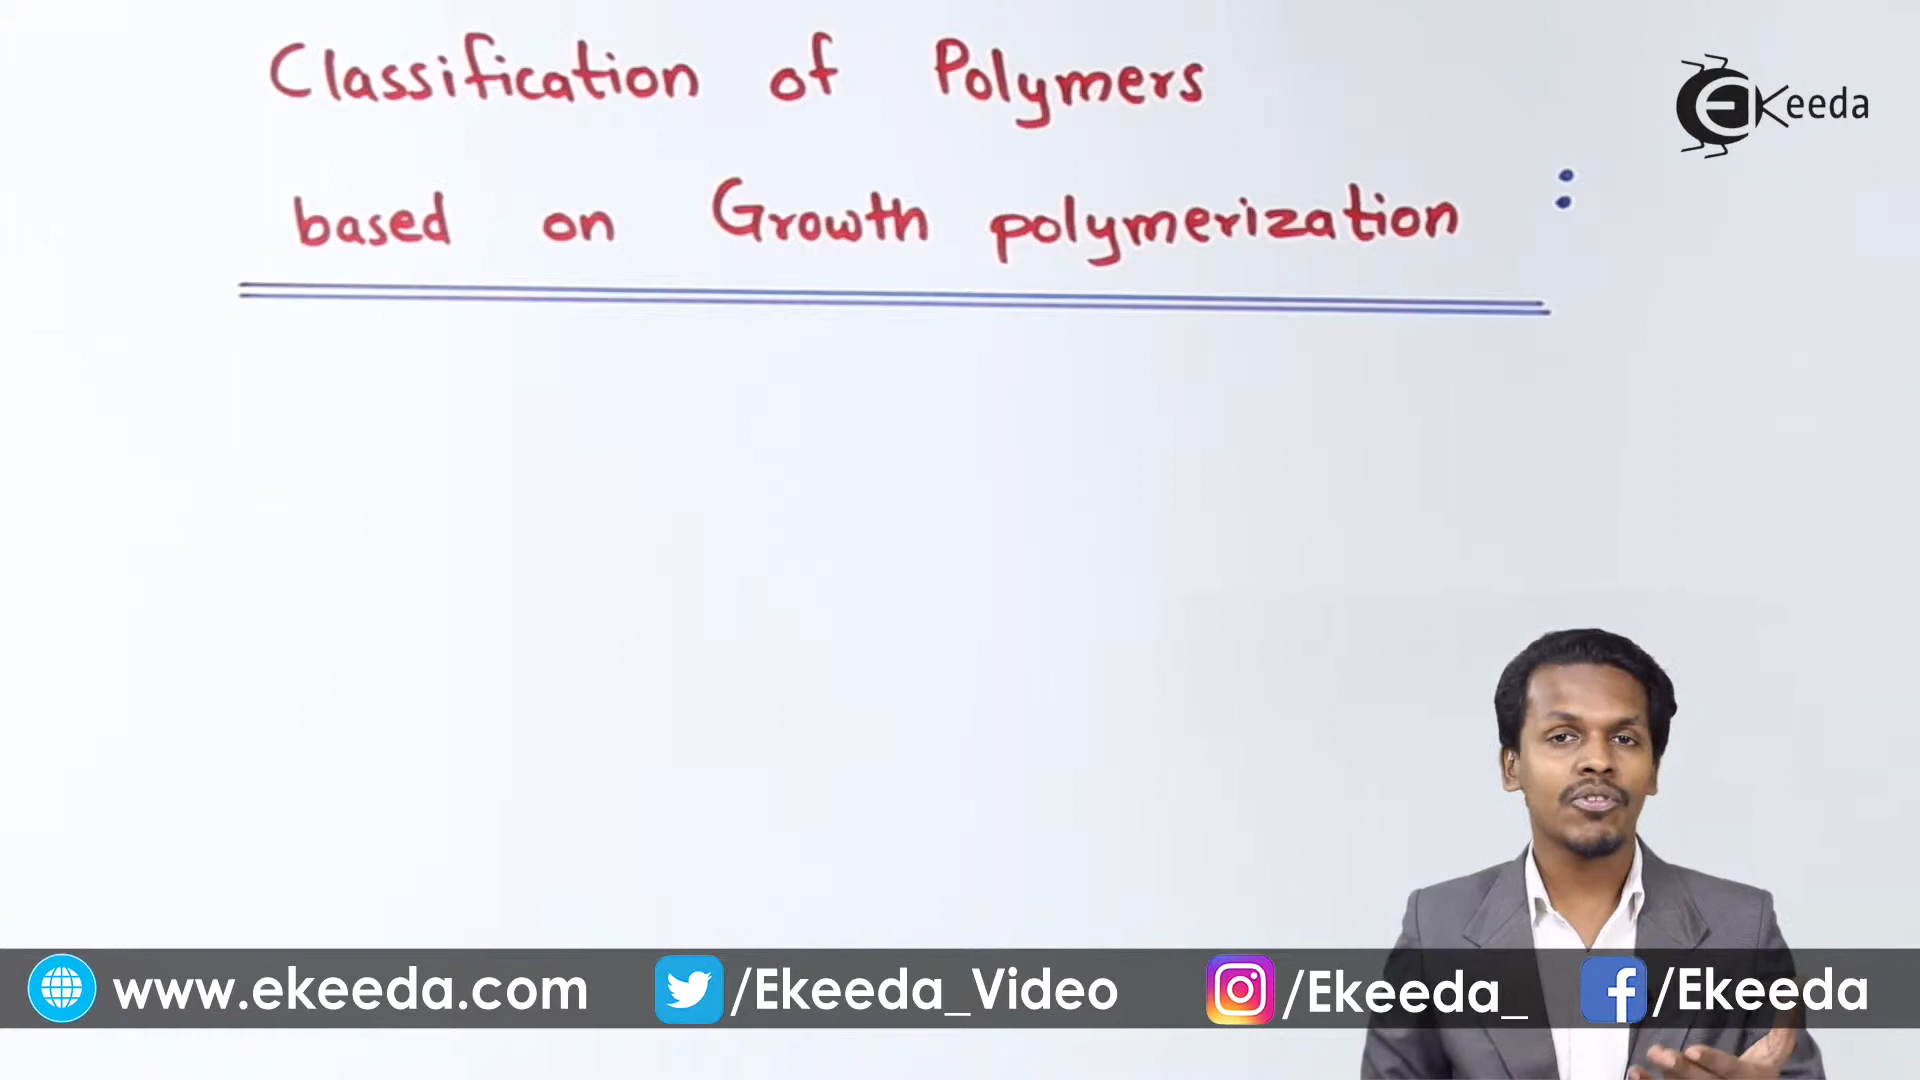 Classification of Polymers
based on Growth polymerization :
EKeeda
www.ekeeda.com /Ekeeda_Video /Ekeeda_ /Ekeeda